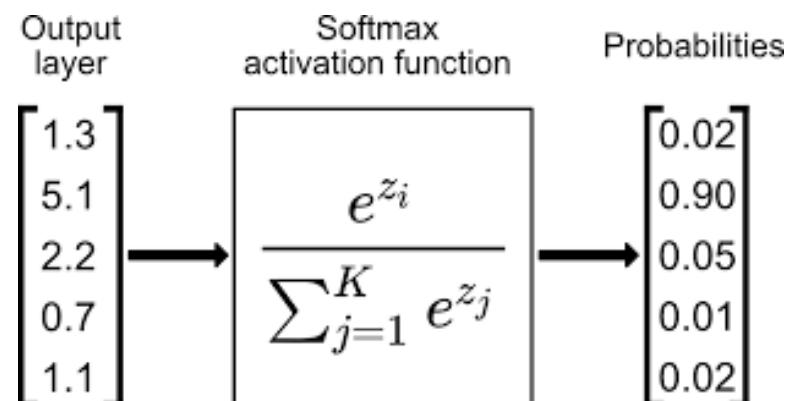 Output
layer
Softmax
activation function
Probabilities
1.3
5.1
2.2
0.7
1.1
e^{z_i}
∑_{j=1}^{K} e^{z_j}
0.02
0.90
0.05
0.01
0.02